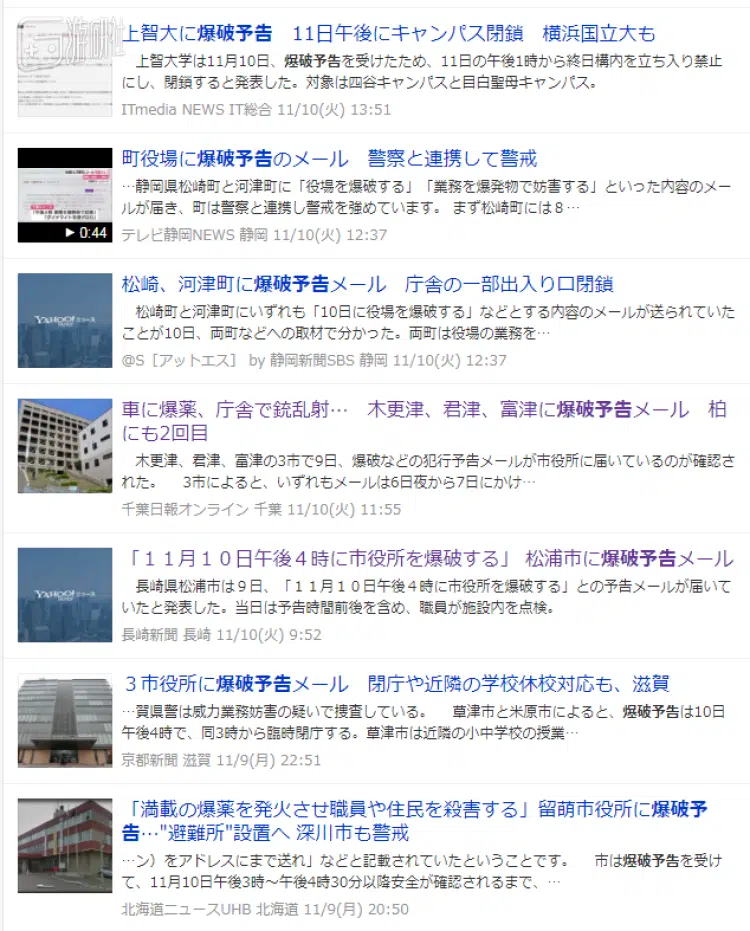 游研社
上智大に爆破予告　11日午後にキャンパス閉鎖　横浜国立大も
上智大学は11月10日、爆破予告を受けたため、11日の午後1時から終日構内を立ち入り禁止
にし、閉鎖すると発表した。対象は四谷キャンパスと目白聖母キャンパス。
ITmedia NEWS IT総合 11/10(火) 13:51
町役場に爆破予告のメール　警察と連携して警戒
…静岡県松崎町と河津町に「役場を爆破する」「業務を爆発物で妨害する」といった内容のメー
ルが届き、町は警察と連携し警戒を強めています。 まず松崎町には８…
0:44
テレビ静岡NEWS 静岡 11/10(火) 12:37
松崎、河津町に爆破予告メール　庁舎の一部出入り口閉鎖
松崎町と河津町にいずれも「10日に役場を爆破する」などとする内容のメールが送られていた
ことが10日、両町などへの取材で分かった。両町は役場の業務を…
YAHOO!ニュース
JAPAN
@S［アットエス］ by 静岡新聞SBS 静岡 11/10(火) 12:37
車に爆薬、庁舎で銃乱射…　木更津、君津、富津に爆破予告メール　柏
にも2回目
木更津、君津、富津の3市で9日、爆破などの犯行予告メールが市役所に届いているのが確認さ
れた。　3市によると、いずれもメールは6日夜から7日にかけ…
千葉日報オンライン 千葉 11/10(火) 11:55
「１１月１０日午後４時に市役所を爆破する」 松浦市に爆破予告メール
長崎県松浦市は９日、「１１月１０日午後４時に市役所を爆破する」との予告メールが届いて
いたと発表した。当日は予告時間前後を含め、職員が施設内を点検。
YAHOO!ニュース
JAPAN
長崎新聞 長崎 11/10(火) 9:52
３市役所に爆破予告メール　閉庁や近隣の学校休校対応も、滋賀
…賀県警は威力業務妨害の疑いで捜査している。　草津市と米原市によると、爆破予告は10日
午後4時で、同3時から臨時閉庁する。草津市は近隣の小中学校の授業…
京都新聞 滋賀 11/9(月) 22:51
「満載の爆薬を発火させ職員や住民を殺害する」留萌市役所に爆破予
告…"避難所"設置へ 深川市も警戒
…ン）をアドレスにまで送れ」などと記載されていたということです。　市は爆破予告を受け
て、11月10日午後3時～午後4時30分以降安全が確認されるまで、…
北海道ニュースUHB 北海道 11/9(月) 20:50